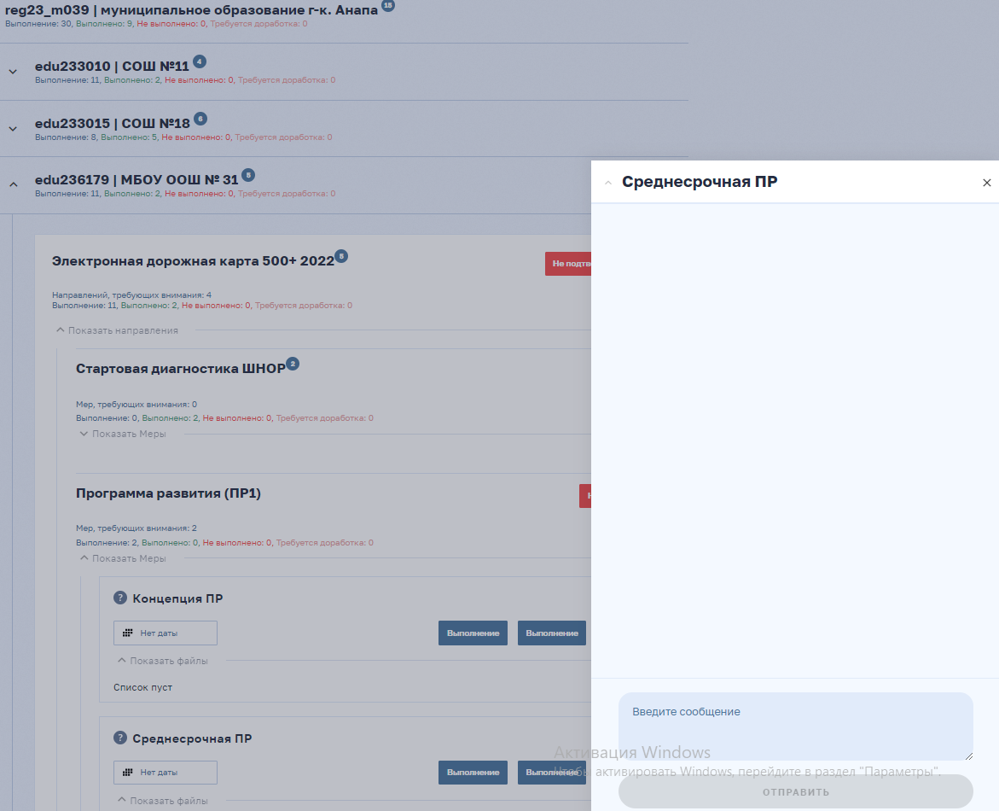 reg23_m039 | муниципальное образование г-к. Анапа 15
Выполнение: 30, Выполнено: 9, Не выполнено: 0, Требуется доработка: 0
edu233010 | СОШ №11 4
Выполнение: 11, Выполнено: 2, Не выполнено: 0, Требуется доработка: 0
edu233015 | СОШ №18 6
Выполнение: 8, Выполнено: 5, Не выполнено: 0, Требуется доработка: 0
edu236179 | МБОУ ООШ № 31 5
Выполнение: 11, Выполнено: 2, Не выполнено: 0, Требуется доработка: 0
Электронная дорожная карта 500+ 2022 5
Не подтв
Направлений, требующих внимания: 4
Выполнение: 11, Выполнено: 2, Не выполнено: 0, Требуется доработка: 0
Показать направления
Стартовая диагностика ШНОР 2
Мер, требующих внимания: 0
Выполнение: 0, Выполнено: 2, Не выполнено: 0, Требуется доработка: 0
Показать Меры
Программа развития (ПР1)
Мер, требующих внимания: 2
Выполнение: 2, Выполнено: 0, Не выполнено: 0, Требуется доработка: 0
Показать Меры
? Концепция ПР
Нет даты
Выполнение Выполнение
Показать файлы
Список пуст
? Среднесрочная ПР
Нет даты
Выполнение Выполнение
Показать файлы
Среднесрочная ПР
Введите сообщение
Активация Windows
Чтобы активировать Windows, перейдите в раздел "Параметры".
ОТПРАВИТЬ